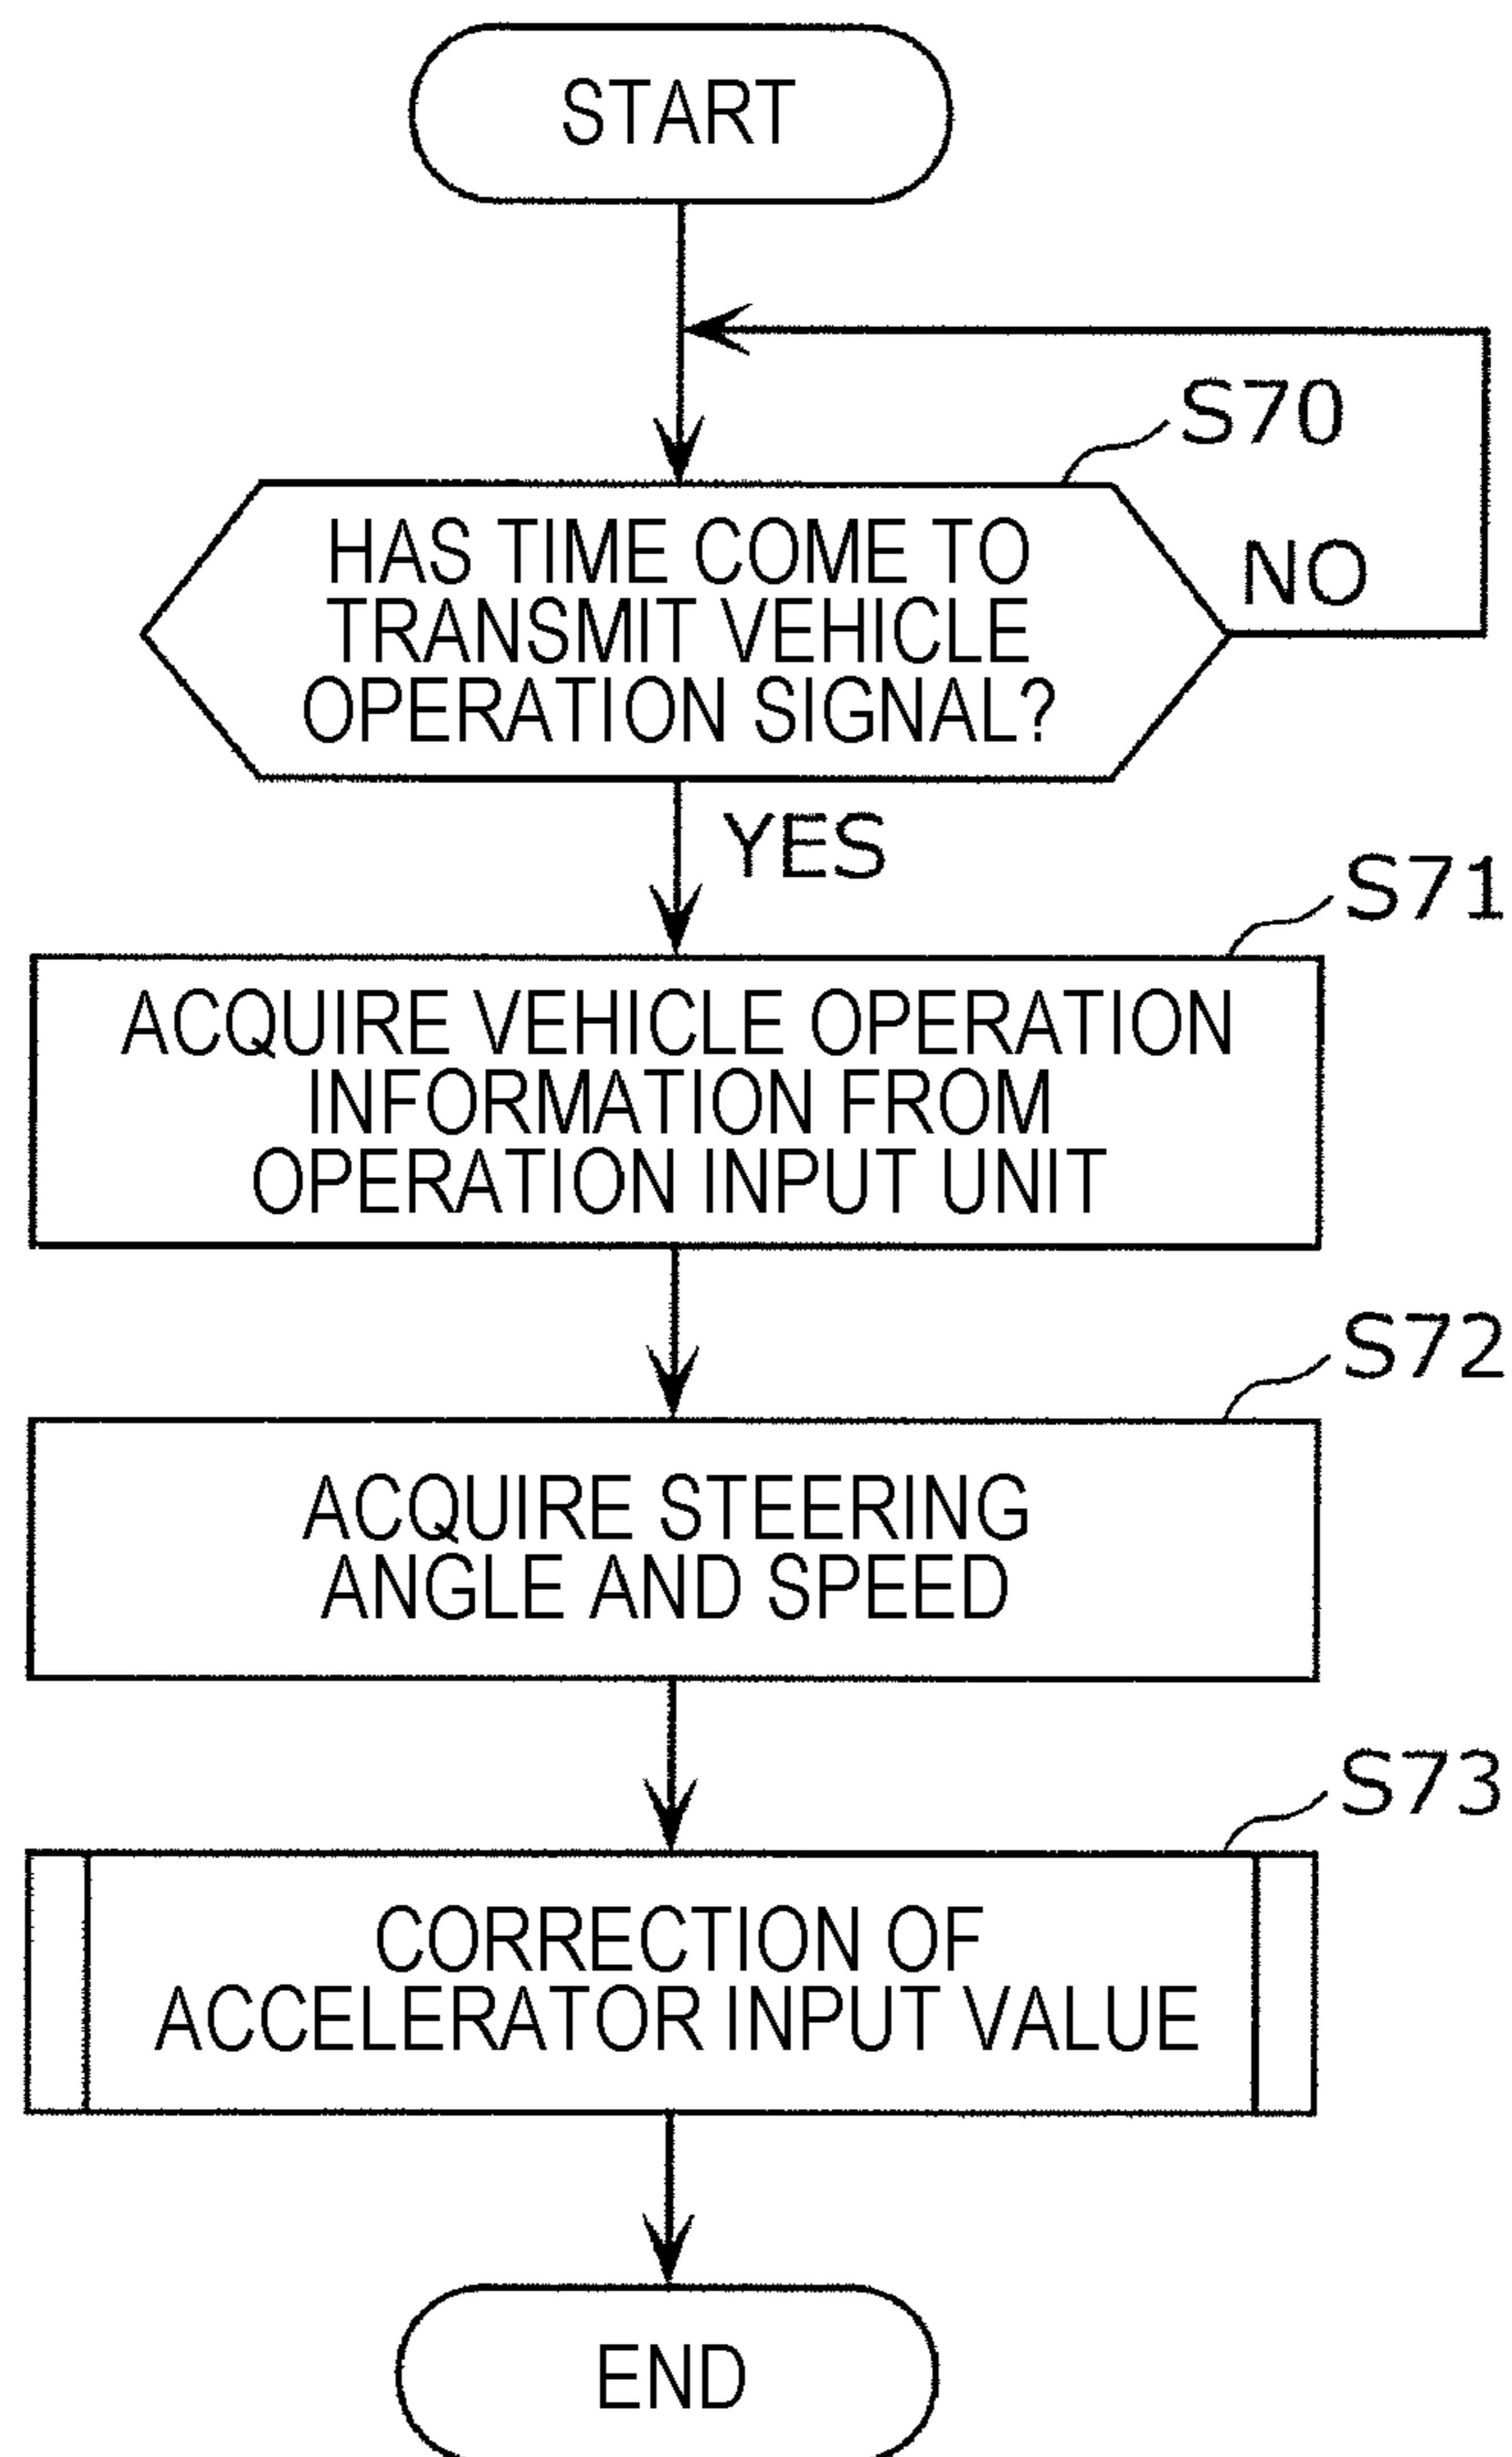 START
S70
HAS TIME COME TO
TRANSMIT VEHICLE
OPERATION SIGNAL?
NO
YES
S71
ACQUIRE VEHICLE OPERATION
INFORMATION FROM
OPERATION INPUT UNIT
S72
ACQUIRE STEERING
ANGLE AND SPEED
S73
CORRECTION OF
ACCELERATOR INPUT VALUE
END